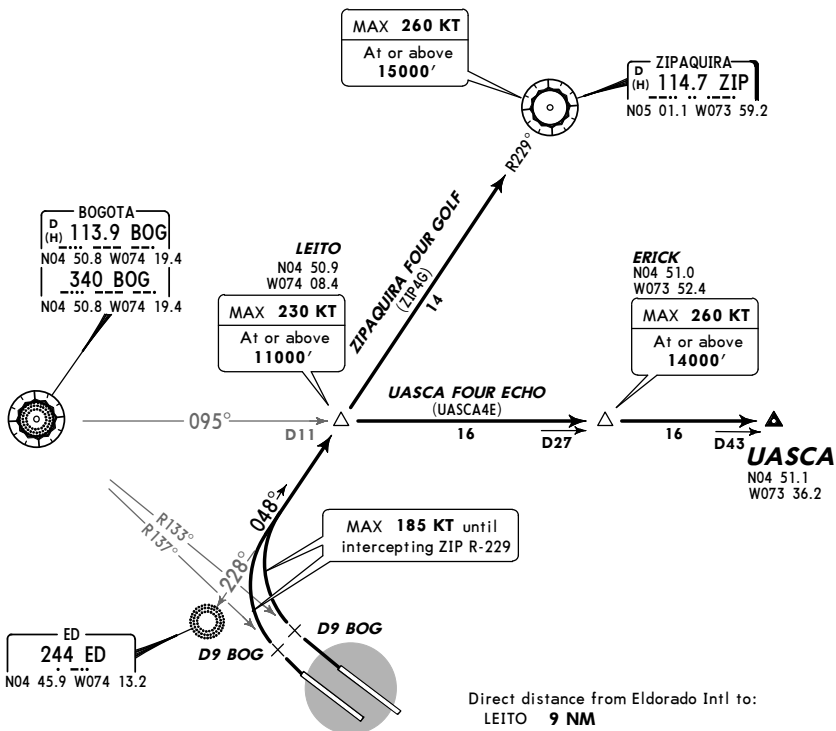 MAX 260 KT
At or above
15000'
ZIPAQUIRA
D
(H) 114.7 ZIP
N05 01.1 W073 59.2
R229°
BOGOTA
D
(H) 113.9 BOG
N04 50.8 W074 19.4
340 BOG
N04 50.8 W074 19.4
LEITO
N04 50.9
W074 08.4
MAX 230 KT
At or above
11000'
ZIPAQUIRA FOUR GOLF
(ZIP4G)
14
ERICK
N04 51.0
W073 52.4
MAX 260 KT
At or above
14000'
095°
D11
UASCA FOUR ECHO
(UASCA4E)
16
D27
16
D43
UASCA
N04 51.1
W073 36.2
048°
228°
R133°
R137°
MAX 185 KT until
intercepting ZIP R-229
D9 BOG
D9 BOG
ED
244 ED
N04 45.9 W074 13.2
Direct distance from Eldorado Intl to:
LEITO 9 NM